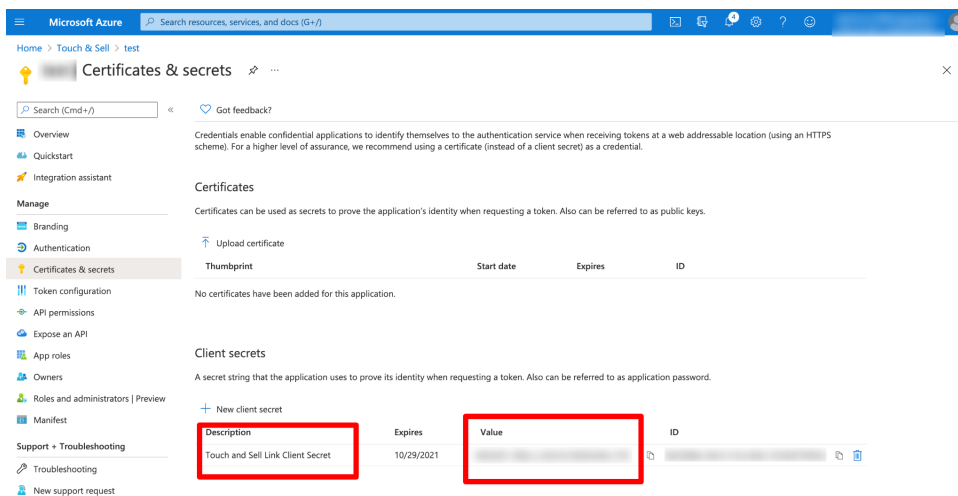 Microsoft Azure
Search resources, services, and docs (G+/)
4
Home > Touch & Sell > test
Certificates & secrets
Search (Cmd+/)
Got feedback?
Overview
Quickstart
Integration assistant
Manage
Branding
Authentication
Certificates & secrets
Token configuration
API permissions
Expose an API
App roles
Owners
Roles and administrators | Preview
Manifest
Support + Troubleshooting
Troubleshooting
New support request
Credentials enable confidential applications to identify themselves to the authentication service when receiving tokens at a web addressable location (using an HTTPS
scheme). For a higher level of assurance, we recommend using a certificate (instead of a client secret) as a credential.
Certificates
Certificates can be used as secrets to prove the application's identity when requesting a token. Also can be referred to as public keys.
Upload certificate
Thumbprint Start date Expires ID
No certificates have been added for this application.
Client secrets
A secret string that the application uses to prove its identity when requesting a token. Also can be referred to as application password.
New client secret
Description Expires Value ID
Touch and Sell Link Client Secret 10/29/2021